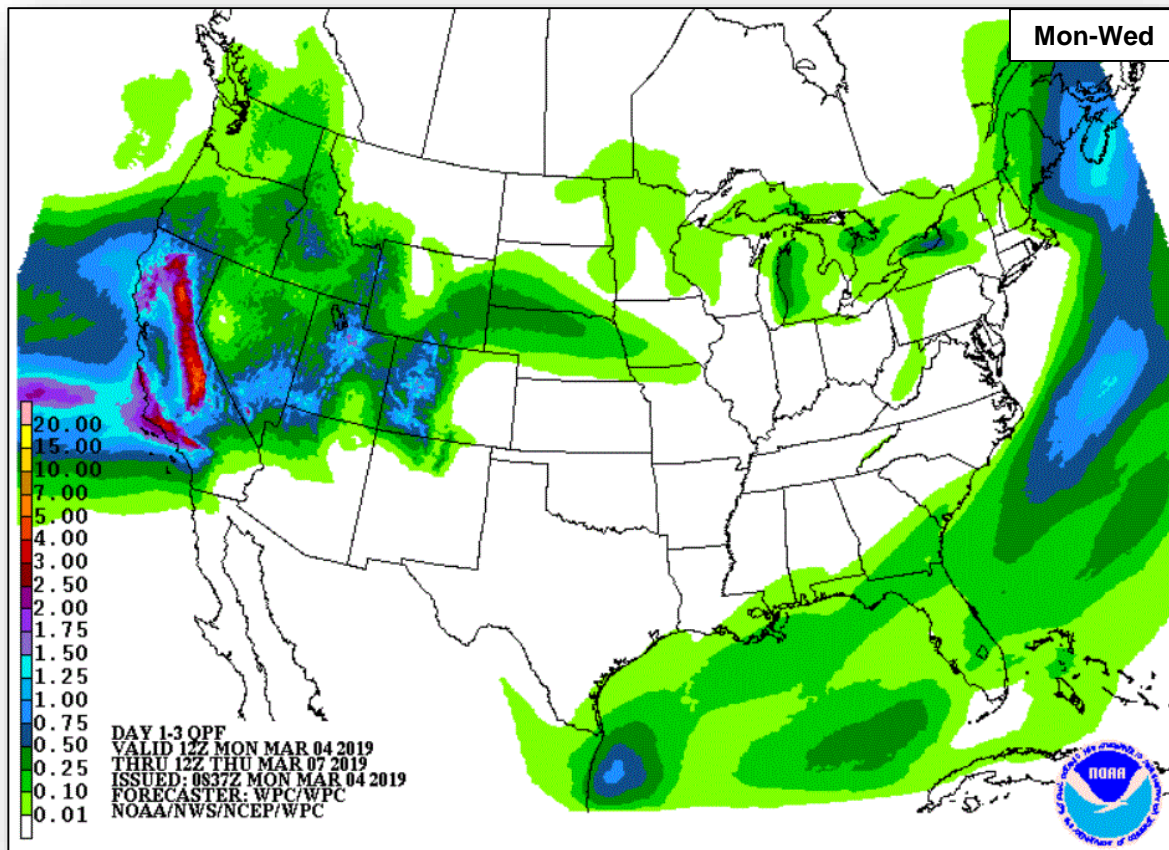 Mon-Wed
20.00
15.00
10.00
7.00
5.00
4.00
3.00
2.50
2.00
1.75
1.50
1.25
1.00
0.75
0.50
0.25
0.10
0.01
DAY 1-3 QPF
VALID 12Z MON MAR 04 2019
THRU 12Z THU MAR 07 2019
ISSUED: 0837Z MON MAR 04 2019
FORECASTER: WPC/WPC
NOAA/NWS/NCEP/WPC
NOAA